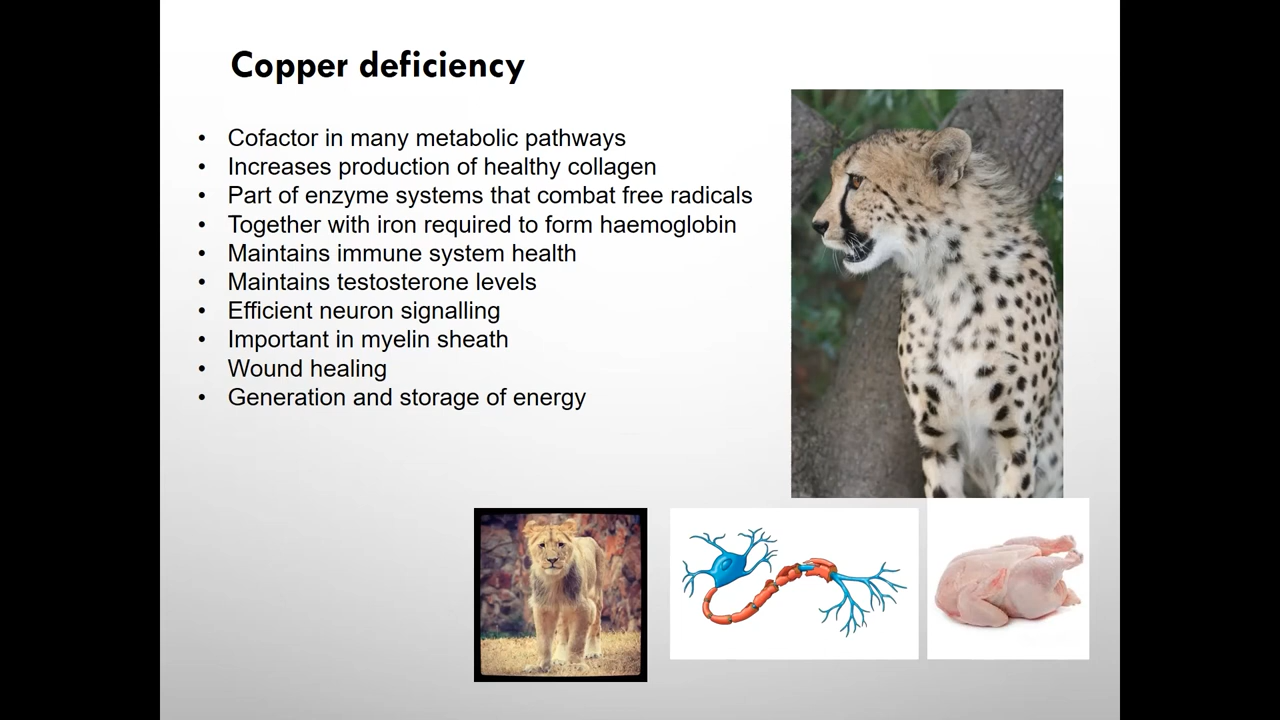 Copper deficiency
• Cofactor in many metabolic pathways
• Increases production of healthy collagen
• Part of enzyme systems that combat free radicals
• Together with iron required to form haemoglobin
• Maintains immune system health
• Maintains testosterone levels
• Efficient neuron signalling
• Important in myelin sheath
• Wound healing
• Generation and storage of energy